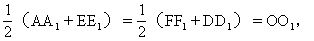 1/2 (AA₁+EE₁) =1/2 (FF₁+DD₁) =OO₁,